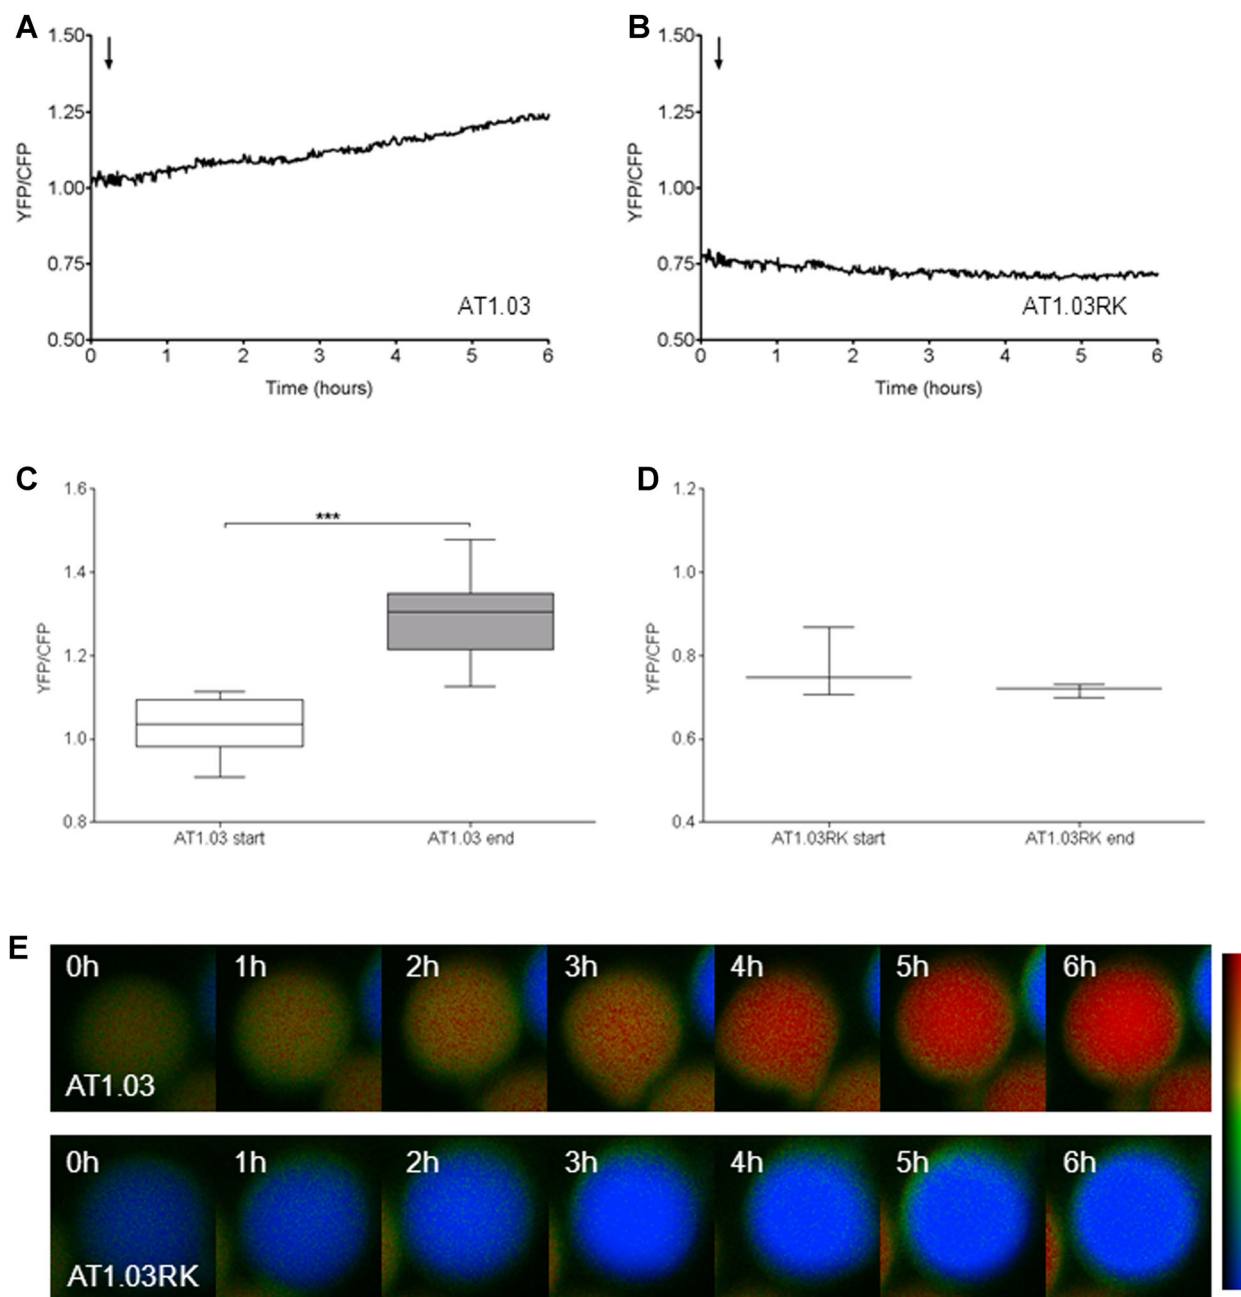 A
YFP/CFP
1.50
1.25
1.00
0.75
0.50
0 1 2 3 4 5 6
Time (hours)
AT1.03
B
YFP/CFP
1.50
1.25
1.00
0.75
0.50
0 1 2 3 4 5 6
Time (hours)
AT1.03RK
C
YFP/CFP
1.6
1.4
1.2
1.0
0.8
***
AT1.03 start AT1.03 end
D
YFP/CFP
1.2
1.0
0.8
0.6
0.4
AT1.03RK start AT1.03RK end
E
0h 1h 2h 3h 4h 5h 6h
AT1.03
0h 1h 2h 3h 4h 5h 6h
AT1.03RK